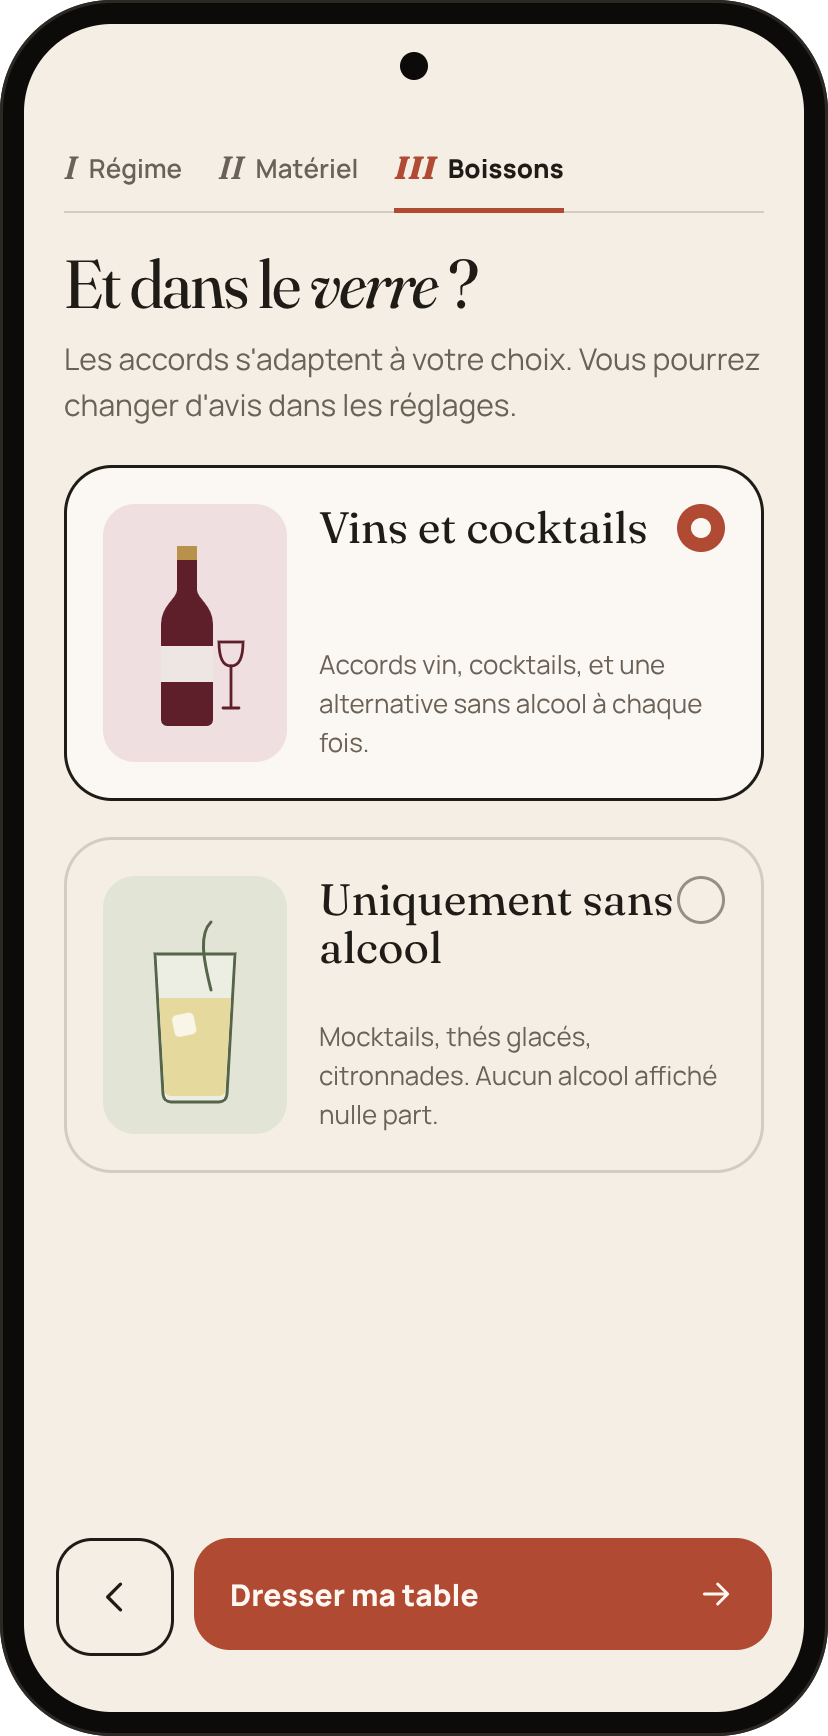 I Régime II Matériel III Boissons
Et dans le verre ?
Les accords s'adaptent à votre choix. Vous pourrez
changer d'avis dans les réglages.
Vins et cocktails
Accords vin, cocktails, et une
alternative sans alcool à chaque
fois.
Uniquement sans
alcool
Mocktails, thés glacés,
citronnades. Aucun alcool affiché
nulle part.
Dresser ma table